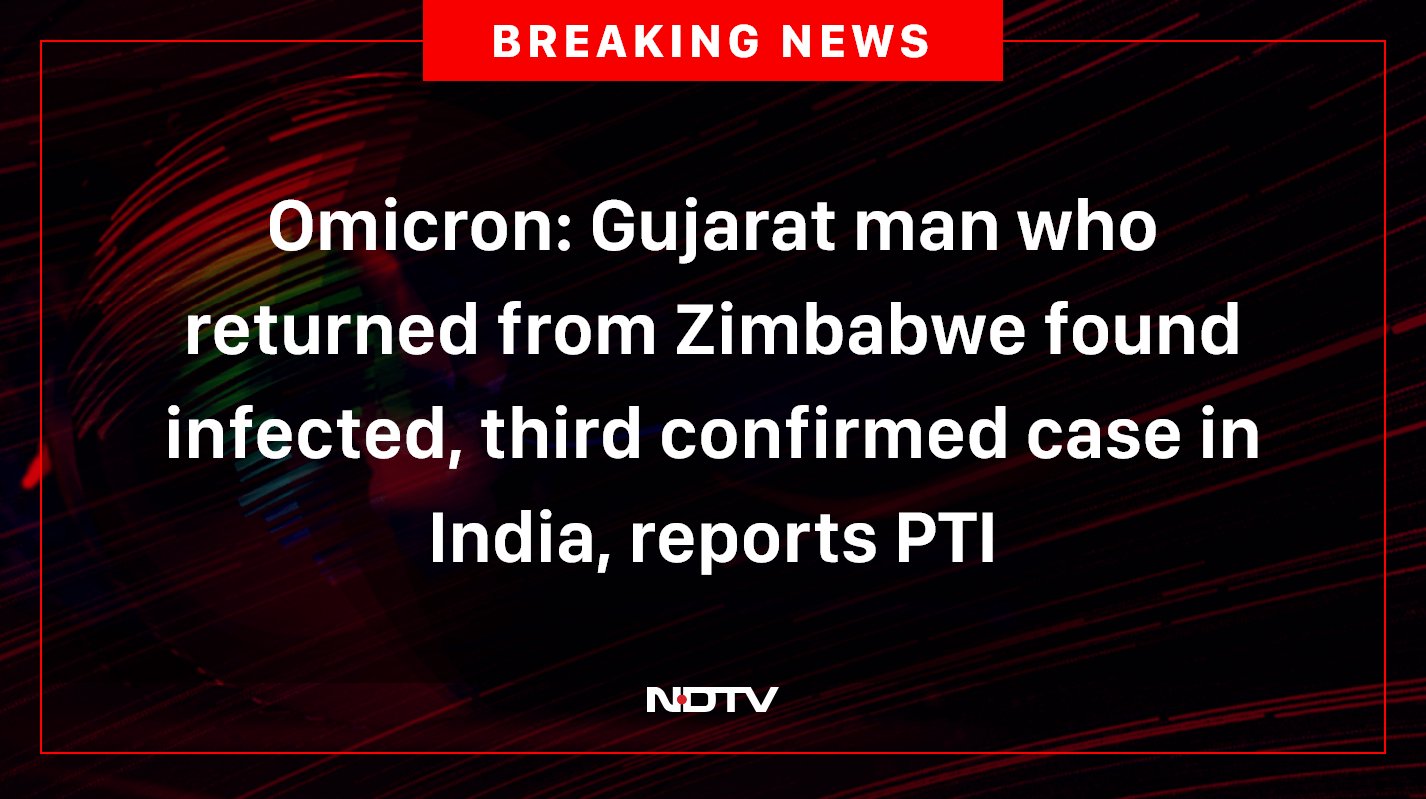 BREAKING NEWS
Omicron: Gujarat man who
returned from Zimbabwe found
infected, third confirmed case in
India, reports PTI
NDTV